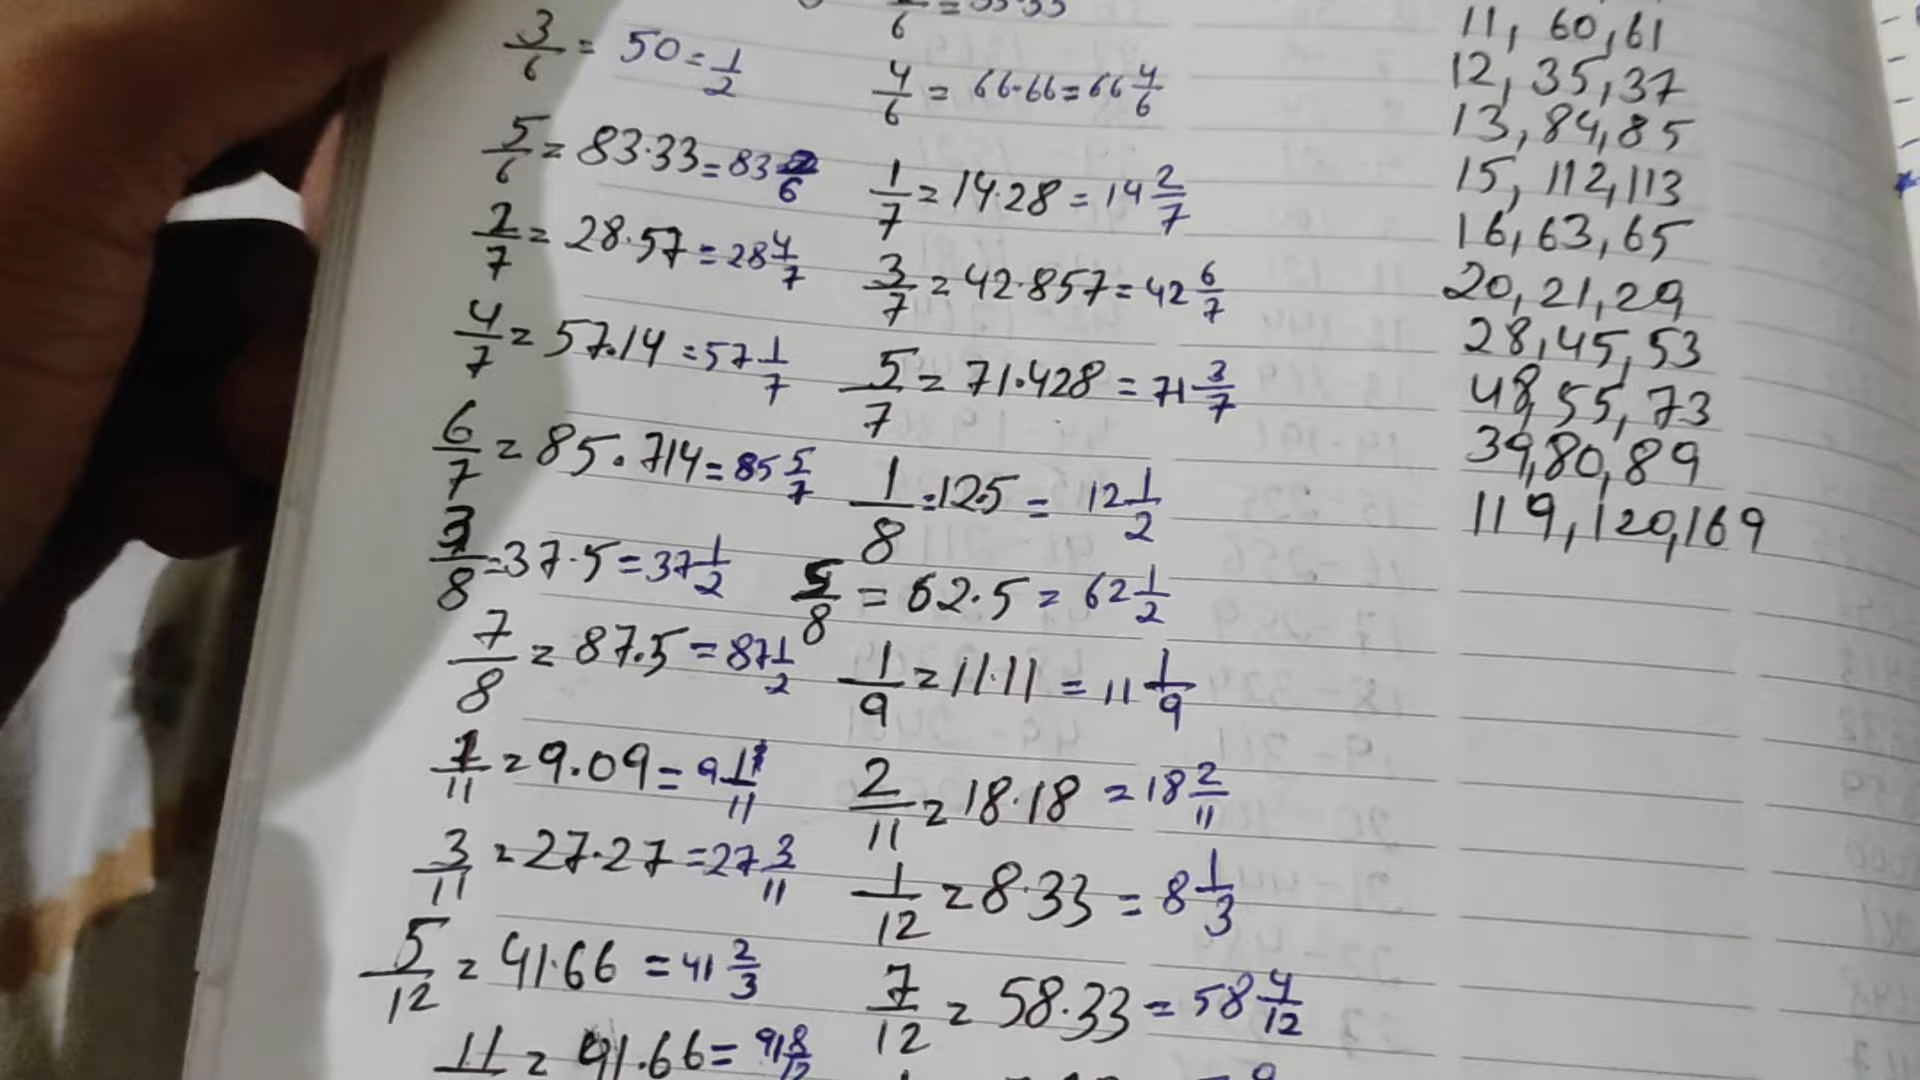 3/6 = 50 = 1/2
5/6 = 83.33 = 83 2/6
2/7 = 28.57 = 28 4/7
4/7 = 57.14 = 57 1/7
6/7 = 85.714 = 85 5/7
3/8 = 37.5 = 37 1/2
7/8 = 87.5 = 87 1/2
1/11 = 9.09 = 9 1/11
3/11 = 27.27 = 27 3/11
5/12 = 41.66 = 41 2/3
11 = 91.66 = 91 8/12
6 = 33.33
4/6 = 66.66 = 66 4/6
1/7 = 14.28 = 14 2/7
3/7 = 42.857 = 42 6/7
5/7 = 71.428 = 71 3/7
1/8 = 12.5 = 12 1/2
5/8 = 62.5 = 62 1/2
1/9 = 11.11 = 11 1/9
2/11 = 18.18 = 18 2/11
1/12 = 8.33 = 8 1/3
7/12 = 58.33 = 58 4/12
11, 60, 61
12, 35, 37
13, 84, 85
15, 112, 113
16, 63, 65
20, 21, 29
28, 45, 53
48, 55, 73
39, 80, 89
119, 120, 169